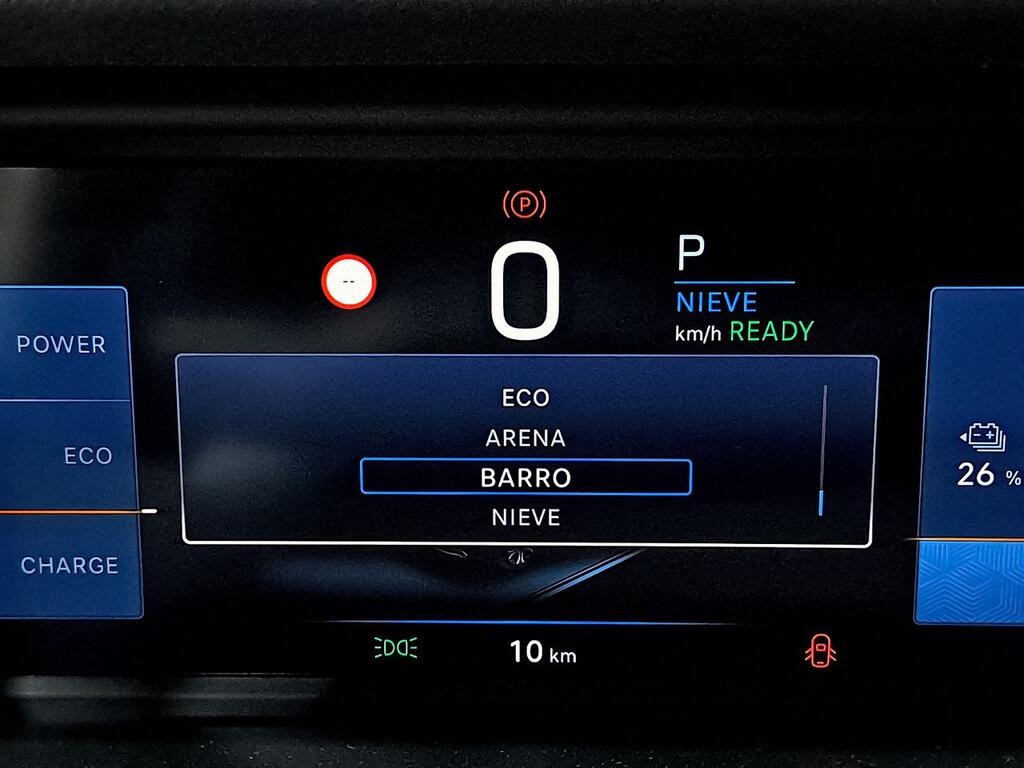 P
0
P
--
NIEVE
km/h READY
POWER
ECO
CHARGE
ECO
ARENA
BARRO
NIEVE
26 %
10 km